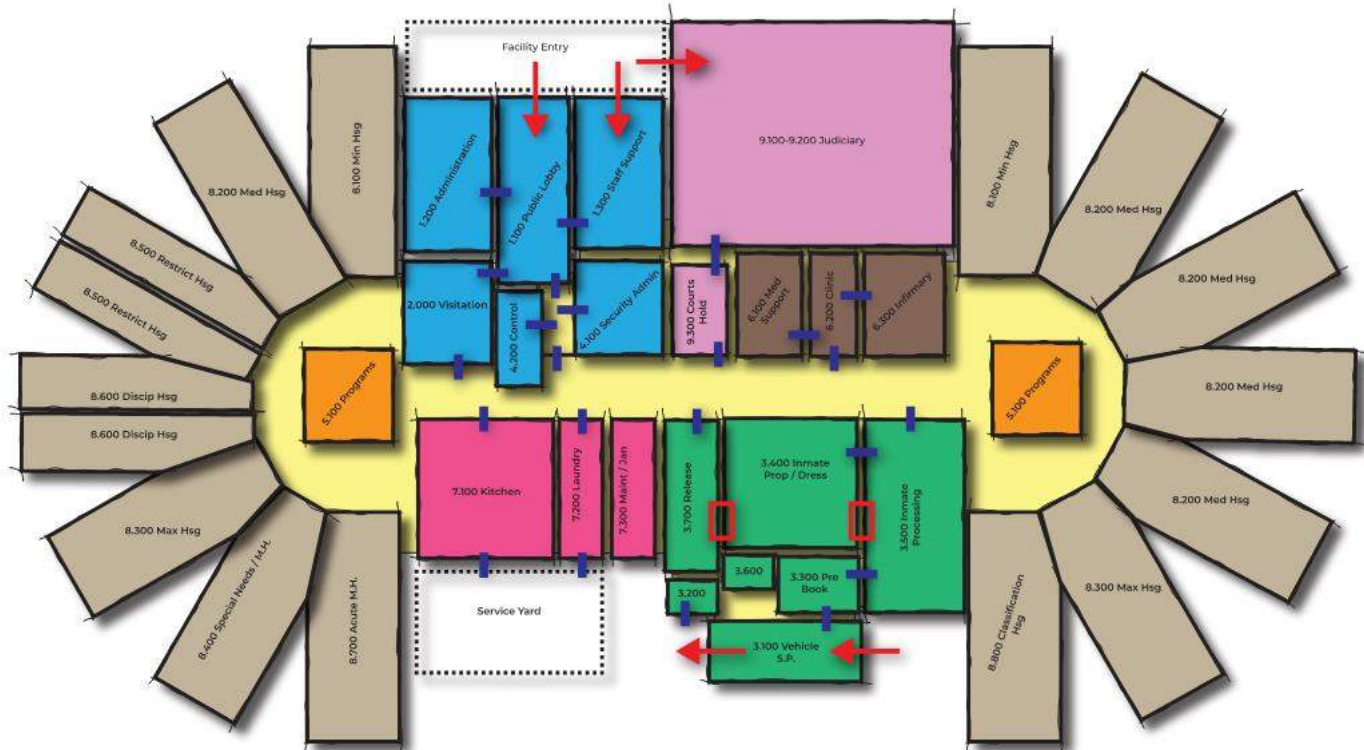 Facility Entry
8.100 Min Hsg
8.200 Med Hsg
8.500 Restrict Hsg
8.500 Restrict Hsg
8.600 Discip Hsg
8.600 Discip Hsg
8.300 Max Hsg
8.400 Special Needs / M.H.
8.700 Acute M.H.
5.100 Programs
1.200 Administration
1.100 Public Lobby
1.300 Staff Support
2.000 Visitation
4.200 Control
4.100 Security Admin
9.100-9.200 Judiciary
9.300 Courts
Hold
6.100 Med
Support
6.200 Clinic
6.300 Infirmary
7.100 Kitchen
7.200 Laundry
7.300 Maint / Jan
Service Yard
3.700 Release
3.400 Inmate
Prop / Dress
3.500 Inmate
Processing
3.600
3.300 Pre
Book
3.200
3.100 Vehicle
S.P.
5.100 Programs
8.100 Min Hsg
8.200 Med Hsg
8.200 Med Hsg
8.200 Med Hsg
8.200 Med Hsg
8.300 Max Hsg
8.800 Classification
Hsg